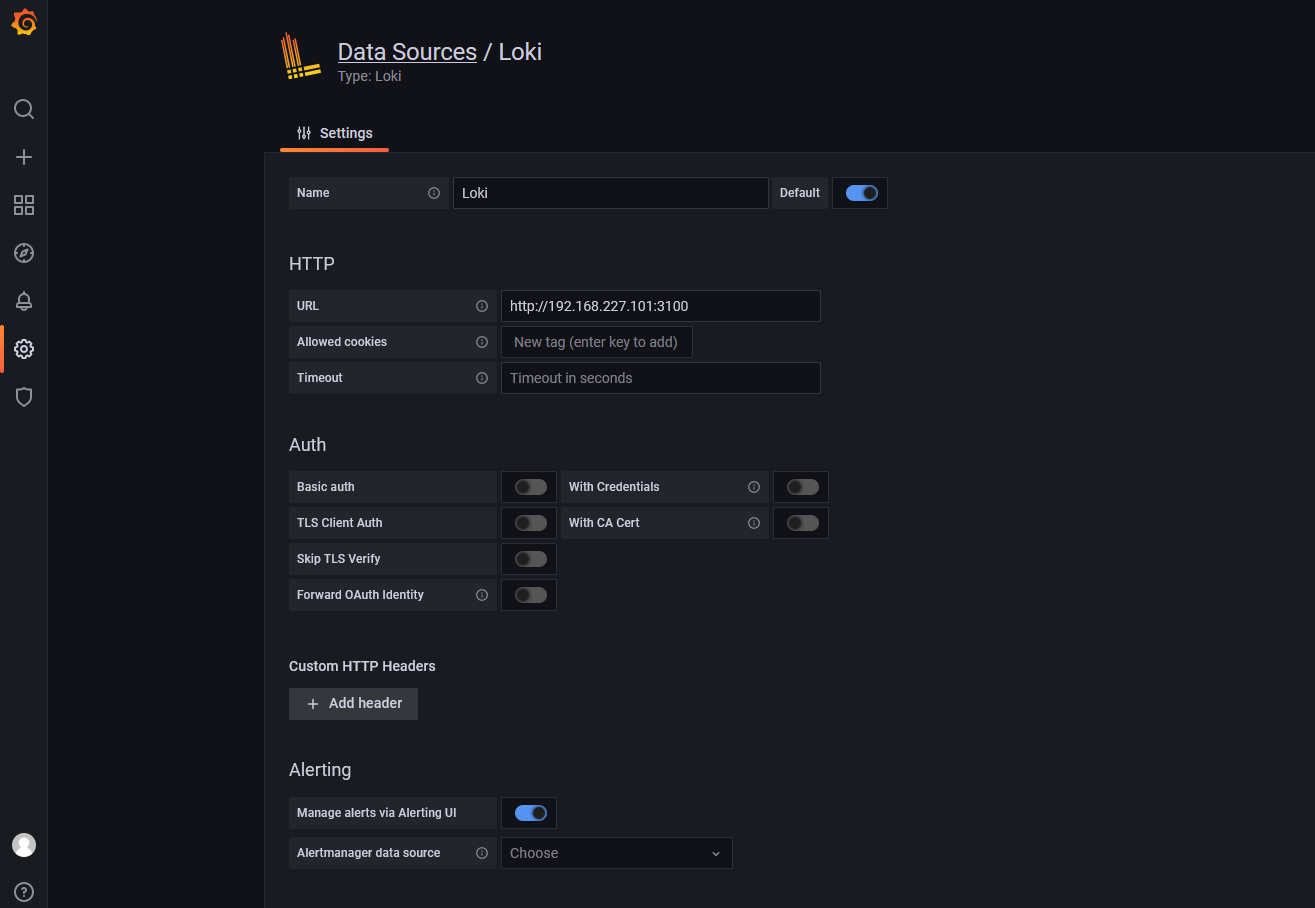 Data Sources / Loki
Type: Loki
Settings
Name Loki Default
HTTP
URL http://192.168.227.101:3100
Allowed cookies New tag (enter key to add)
Timeout Timeout in seconds
Auth
Basic auth With Credentials
TLS Client Auth With CA Cert
Skip TLS Verify
Forward OAuth Identity
Custom HTTP Headers
+ Add header
Alerting
Manage alerts via Alerting UI
Alertmanager data source Choose